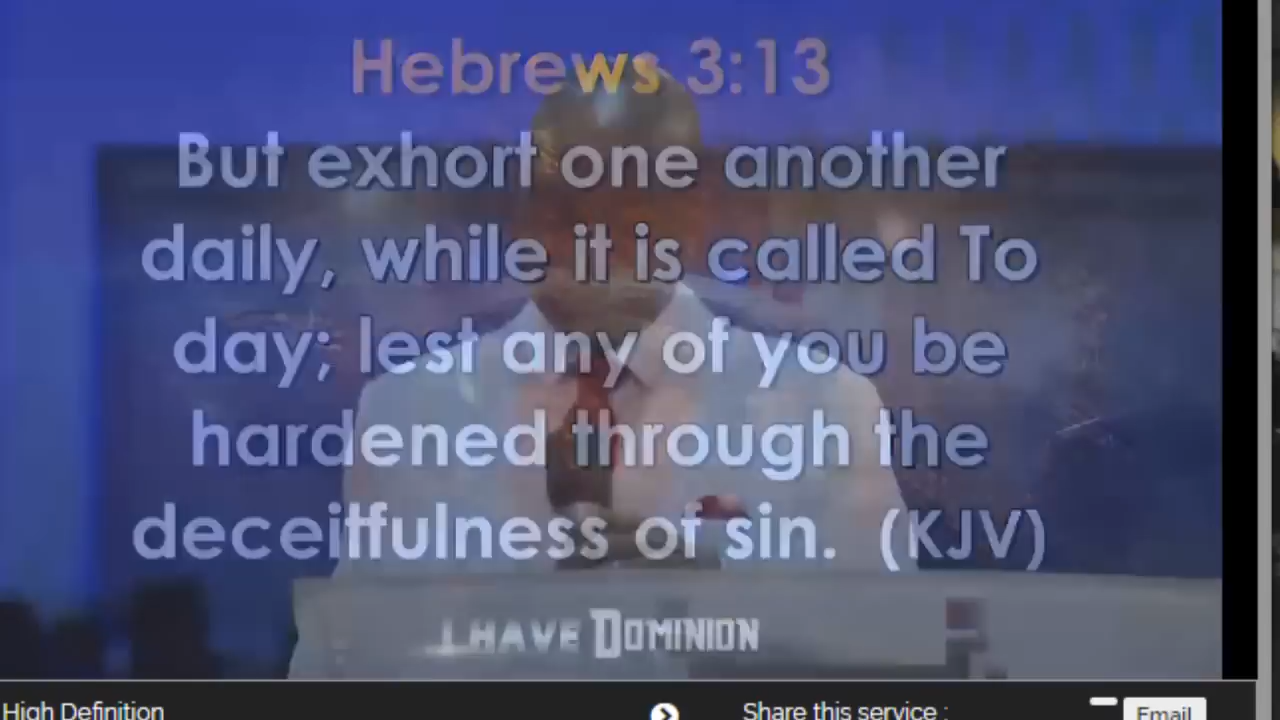 Hebrews 3:13
But exhort one another
daily, while it is called To
day; lest any of you be
hardened through the
deceitfulness of sin. (KJV)
I HAVE DOMINION
High Definition
Share this service :
Email